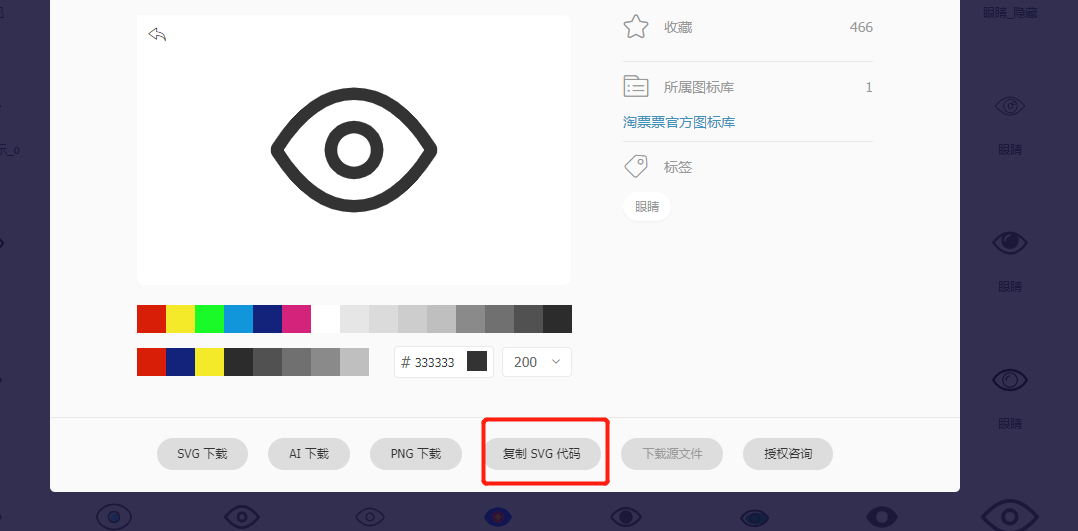 眼睛_隐藏
收藏 466
所属图标库 1
淘票票官方图标库
标签
眼睛
示_o
眼睛
眼睛
眼睛
# 333333
200
SVG 下载
AI 下载
PNG 下载
复制 SVG 代码
下载源文件
授权咨询